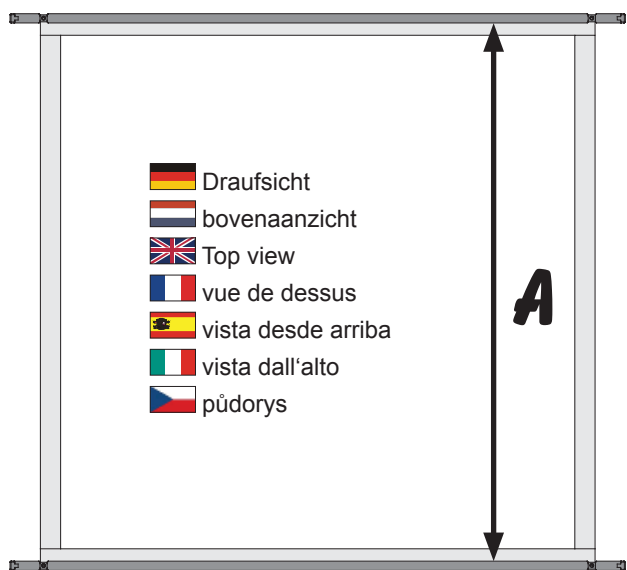 Draufsicht
bovenaanzicht
Top view
vue de dessus
vista desde arriba
vista dall‘alto
půdorys
A